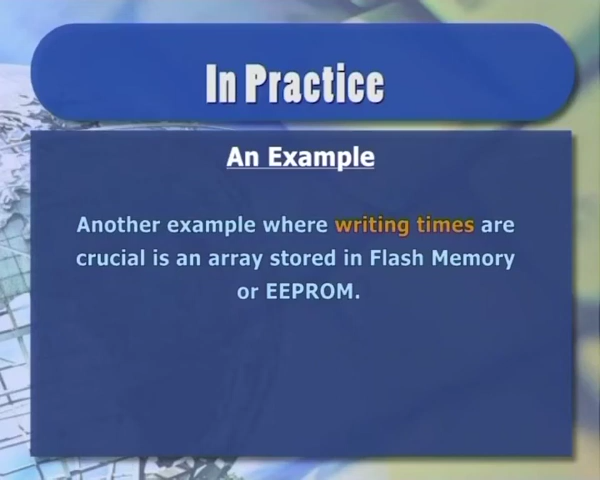 In Practice
An Example
Another example where writing times are
crucial is an array stored in Flash Memory
or EEPROM.